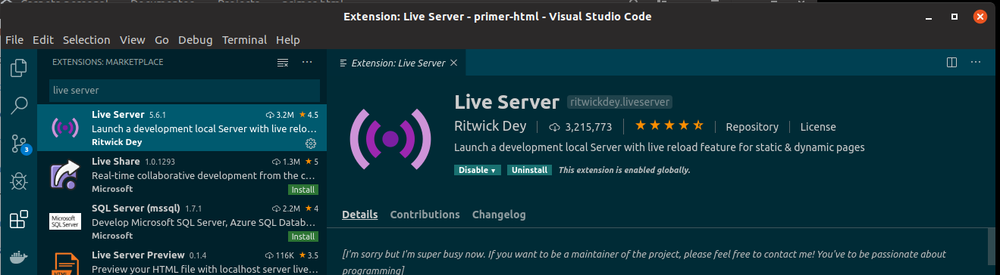 Extension: Live Server - primer-html - Visual Studio Code
File Edit Selection View Go Debug Terminal Help
EXTENSIONS: MARKETPLACE
live server
Live Server 5.6.1 3.2M 4.5
Launch a development local Server with live relo...
Ritwick Dey
Live Share 1.0.1293 1.3M 5
Real-time collaborative development from the c...
Microsoft Install
SQL Server (mssql) 1.7.1 2.2M 4
Develop Microsoft SQL Server, Azure SQL Datab...
Microsoft Install
Microsoft
SQL Server
Live Server Preview 0.1.4 116K 3.5
Preview your HTML file with localhost server live...
3
Extension: Live Server
Live Server ritwickdey.liveserver
Ritwick Dey 3,215,773 Repository License
Launch a development local Server with live reload feature for static & dynamic pages
Disable Uninstall This extension is enabled globally.
Details Contributions Changelog
[I'm sorry but I'm super busy now. If you want to be a maintainer of the project, please feel free to contact me! You've to be passionate about
programming]